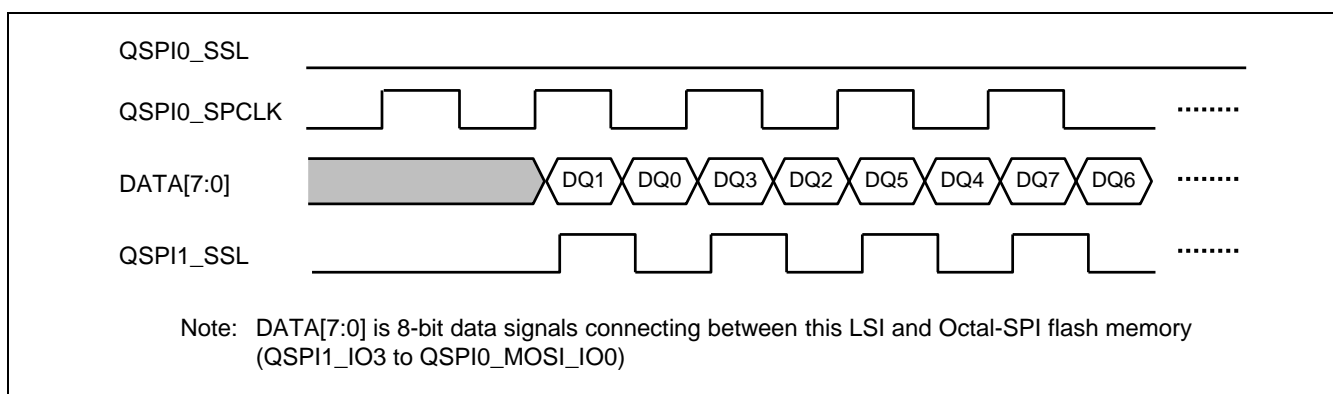 QSPI0_SSL
QSPI0_SPCLK
DATA[7:0] DQ1 DQ0 DQ3 DQ2 DQ5 DQ4 DQ7 DQ6
QSPI1_SSL
Note: DATA[7:0] is 8-bit data signals connecting between this LSI and Octal-SPI flash memory
(QSPI1_IO3 to QSPI0_MOSI_IO0)